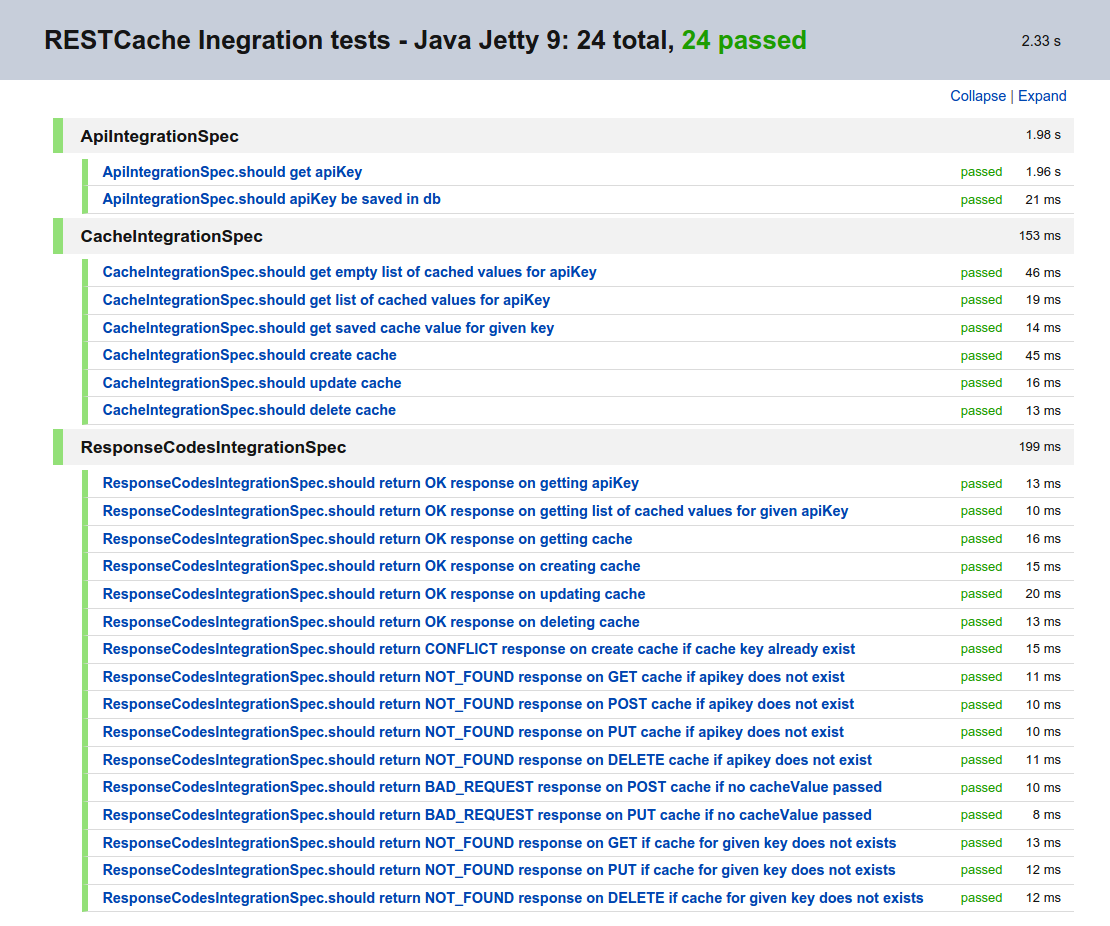 RESTCache Inegration tests - Java Jetty 9: 24 total, 24 passed 2.33 s
Collapse | Expand
ApiIntegrationSpec 1.98 s
ApiIntegrationSpec.should get apiKey passed 1.96 s
ApiIntegrationSpec.should apiKey be saved in db passed 21 ms
CacheIntegrationSpec 153 ms
CacheIntegrationSpec.should get empty list of cached values for apiKey passed 46 ms
CacheIntegrationSpec.should get list of cached values for apiKey passed 19 ms
CacheIntegrationSpec.should get saved cache value for given key passed 14 ms
CacheIntegrationSpec.should create cache passed 45 ms
CacheIntegrationSpec.should update cache passed 16 ms
CacheIntegrationSpec.should delete cache passed 13 ms
ResponseCodesIntegrationSpec 199 ms
ResponseCodesIntegrationSpec.should return OK response on getting apiKey passed 13 ms
ResponseCodesIntegrationSpec.should return OK response on getting list of cached values for given apiKey passed 10 ms
ResponseCodesIntegrationSpec.should return OK response on getting cache passed 16 ms
ResponseCodesIntegrationSpec.should return OK response on creating cache passed 15 ms
ResponseCodesIntegrationSpec.should return OK response on updating cache passed 20 ms
ResponseCodesIntegrationSpec.should return OK response on deleting cache passed 13 ms
ResponseCodesIntegrationSpec.should return CONFLICT response on create cache if cache key already exist passed 15 ms
ResponseCodesIntegrationSpec.should return NOT_FOUND response on GET cache if apikey does not exist passed 11 ms
ResponseCodesIntegrationSpec.should return NOT_FOUND response on POST cache if apikey does not exist passed 10 ms
ResponseCodesIntegrationSpec.should return NOT_FOUND response on PUT cache if apikey does not exist passed 10 ms
ResponseCodesIntegrationSpec.should return NOT_FOUND response on DELETE cache if apikey does not exist passed 11 ms
ResponseCodesIntegrationSpec.should return BAD_REQUEST response on POST cache if no cacheValue passed passed 10 ms
ResponseCodesIntegrationSpec.should return BAD_REQUEST response on PUT cache if no cacheValue passed passed 8 ms
ResponseCodesIntegrationSpec.should return NOT_FOUND response on GET if cache for given key does not exists passed 13 ms
ResponseCodesIntegrationSpec.should return NOT_FOUND response on PUT if cache for given key does not exists passed 12 ms
ResponseCodesIntegrationSpec.should return NOT_FOUND response on DELETE if cache for given key does not exists passed 12 ms